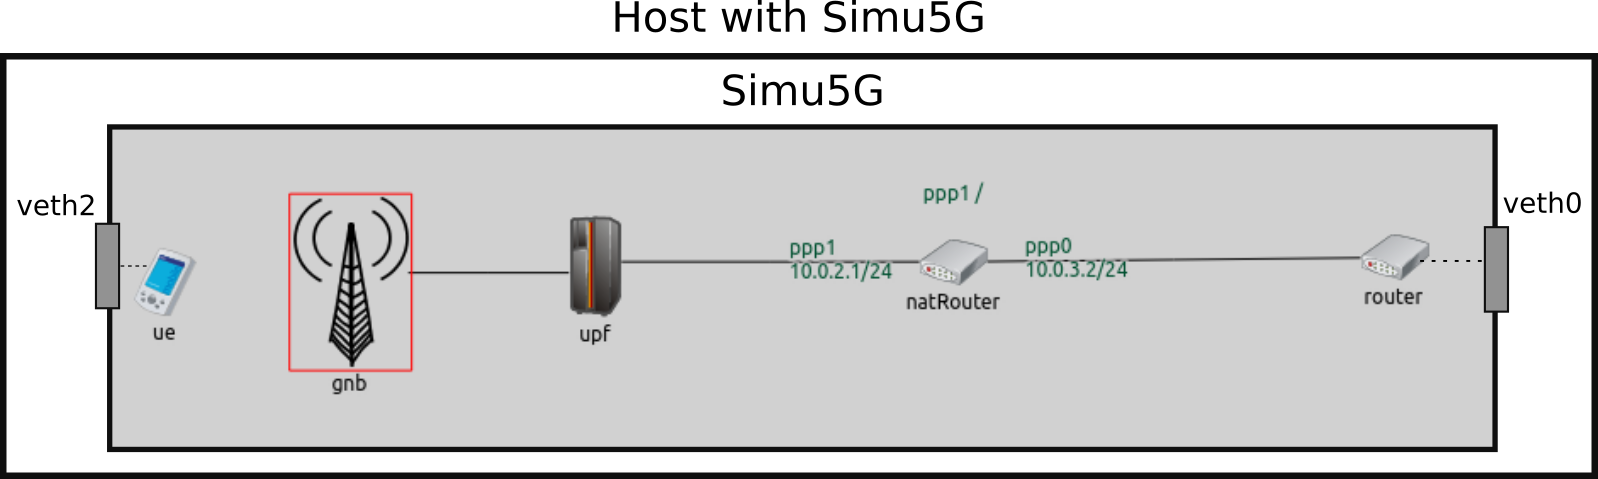 Host with Simu5G
Simu5G
veth2
veth0
ppp1 /
ppp1
10.0.2.1/24
ppp0
10.0.3.2/24
natRouter
router
ue
upf
gnb